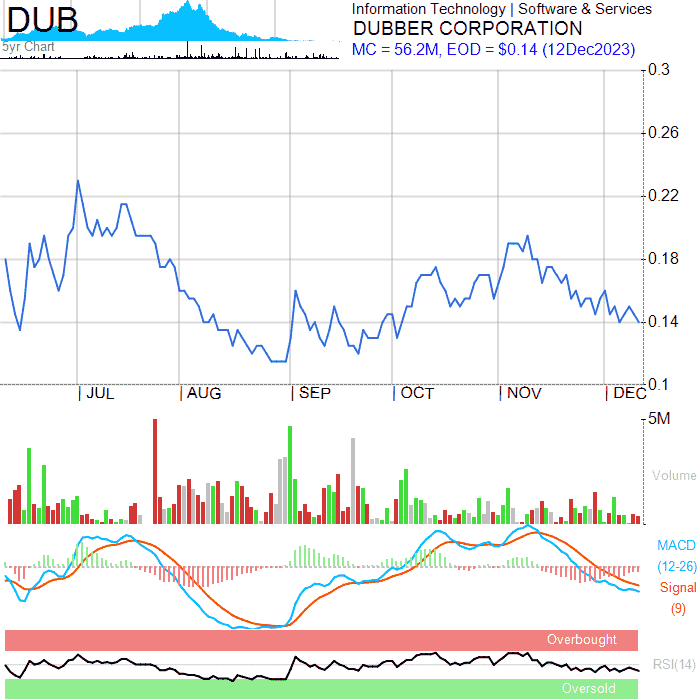 DUB
5yr Chart
Information Technology | Software & Services
DUBBER CORPORATION
MC = 56.2M, EOD = $0.14 (12Dec2023)
0.3
0.26
0.22
0.18
0.14
0.1
| JUL | AUG | SEP | OCT | NOV | DEC
5M
Volume
MACD
(12-26)
Signal
(9)
Overbought
RSI(14)
Oversold